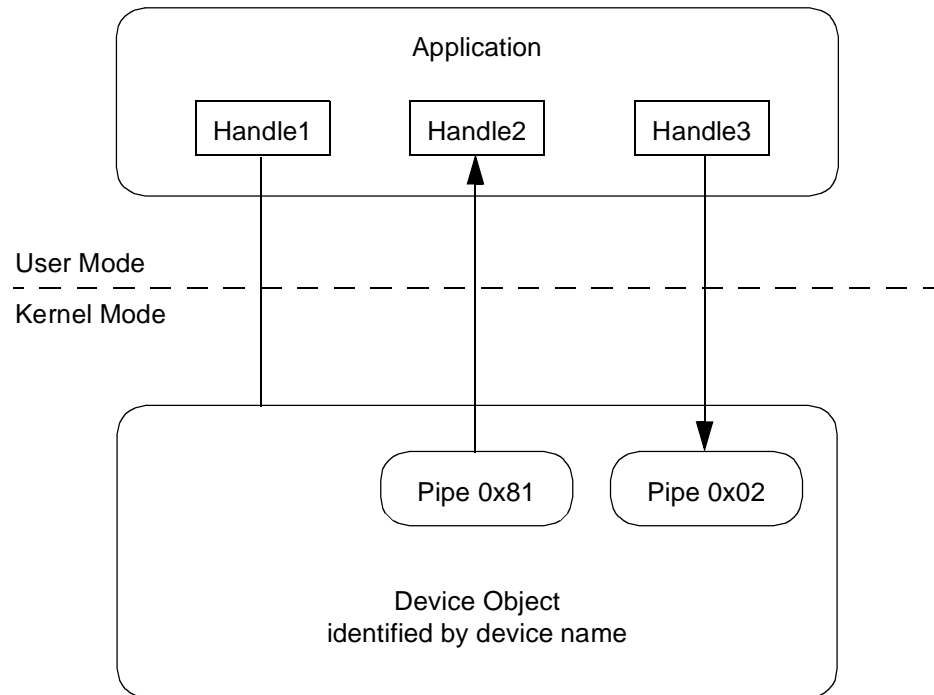 Application
Handle1
Handle2
Handle3
User Mode
Kernel Mode
Pipe 0x81
Pipe 0x02
Device Object
identified by device name